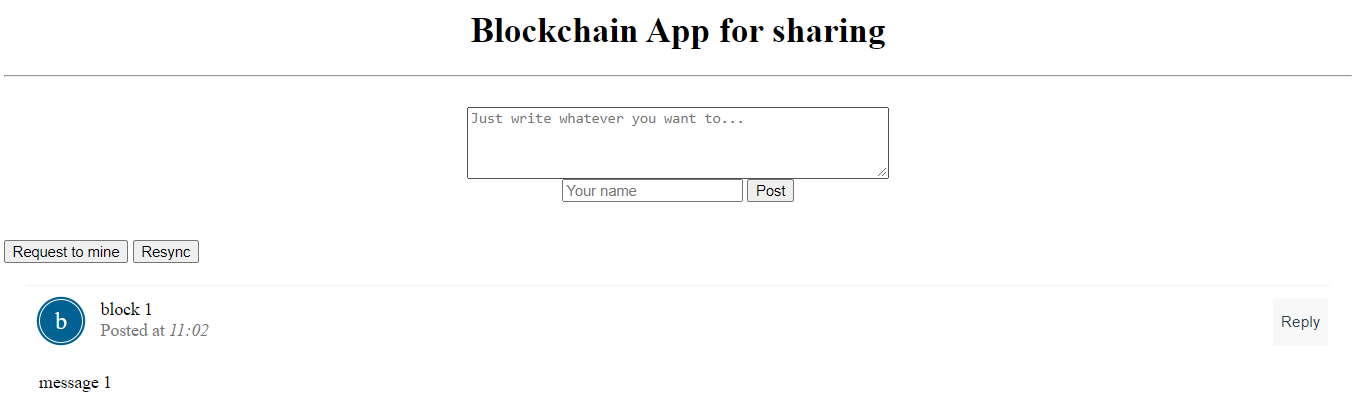 Blockchain App for sharing
Just write whatever you want to...
Your name Post
Request to mine Resync
b block 1 Reply
Posted at 11:02
message 1